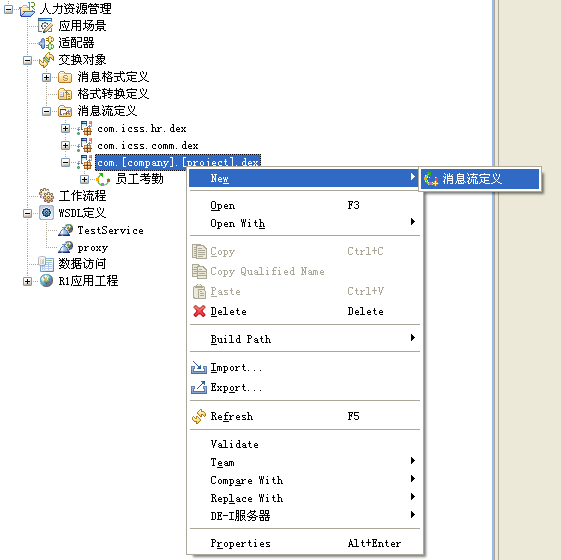 人力资源管理
应用场景
适配器
交换对象
消息格式定义
格式转换定义
消息流定义
com.icss.hr.dex
com.icss.comm.dex
com.[company].[project].dex
员工考勤
工作流程
WSDL定义
TestService
proxy
数据访问
R1应用工程
New
消息流定义
Open F3
Open With
Copy Ctrl+C
Copy Qualified Name
Paste Ctrl+V
Delete Delete
Build Path
Import...
Export...
Refresh F5
Validate
Team
Compare With
Replace With
DE-I服务器
Properties Alt+Enter